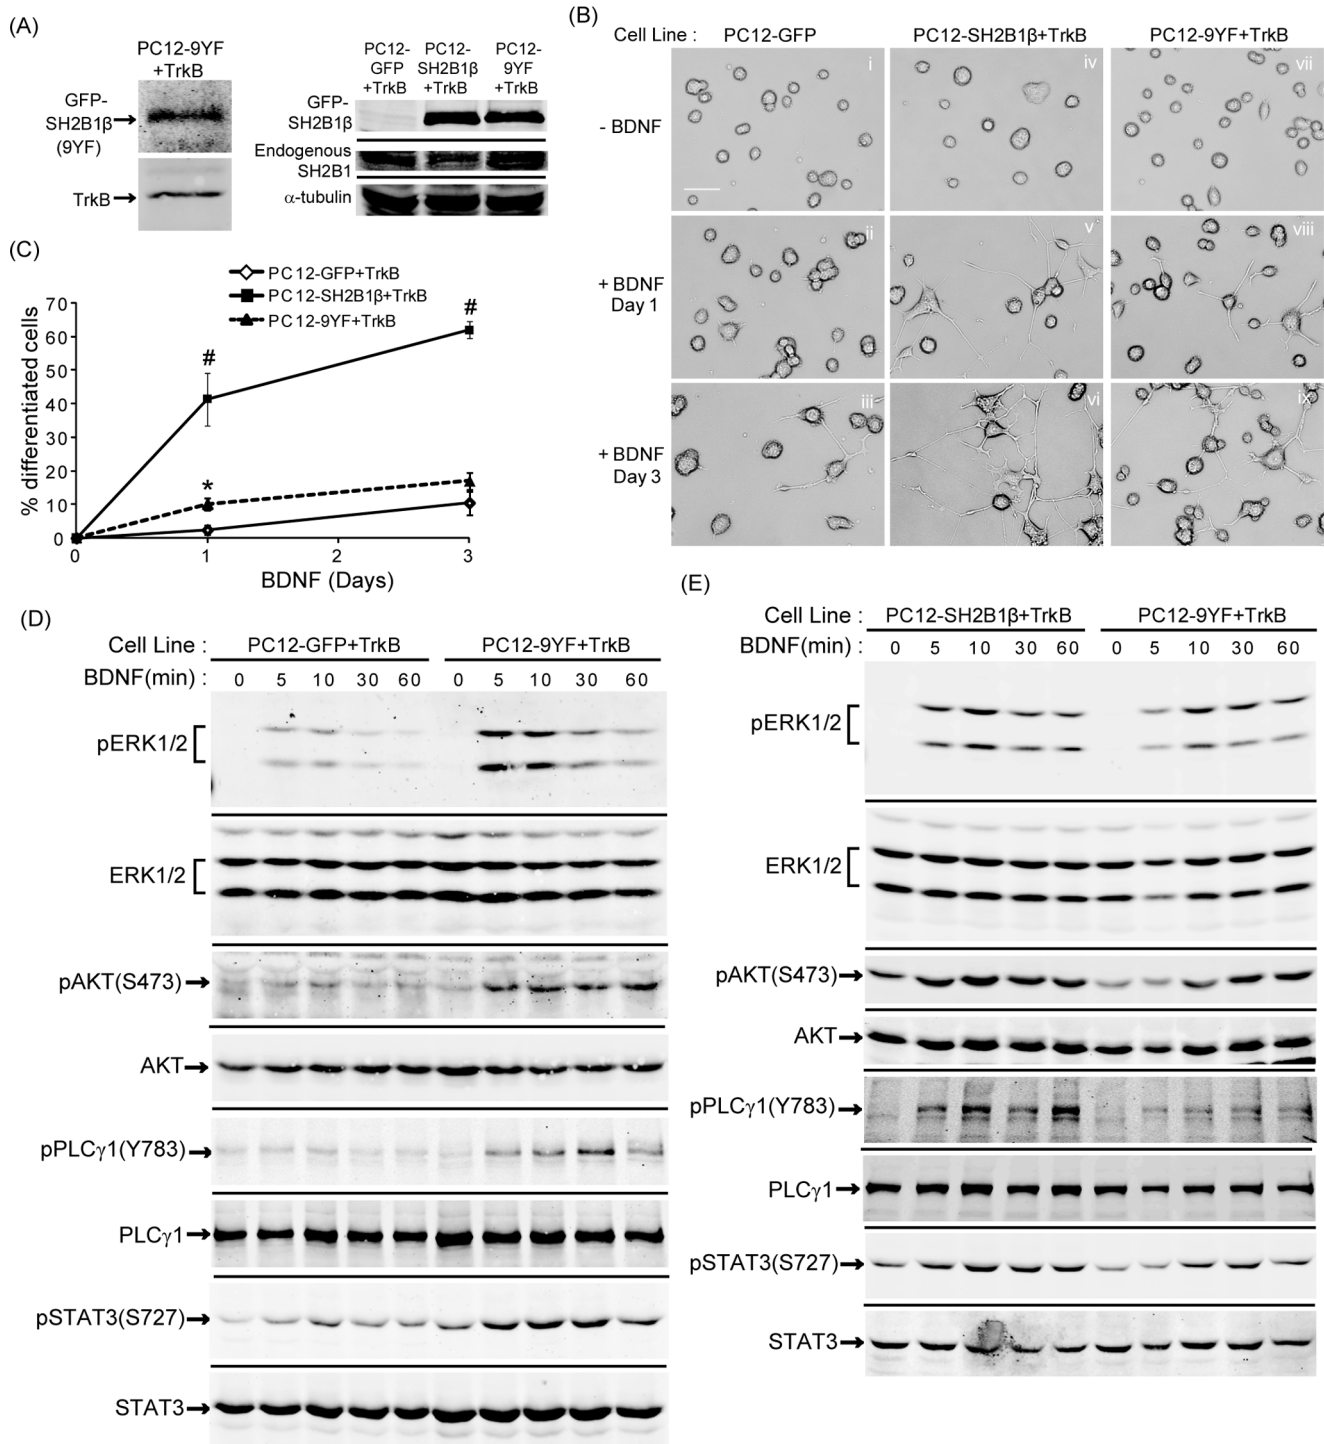 (A)
PC12-9YF
+TrkB
GFP-
SH2B1β
(9YF)
TrkB
PC12-
GFP
+TrkB
PC12-
SH2B1β
+TrkB
PC12-
9YF
+TrkB
GFP-
SH2B1β
Endogenous
SH2B1
α-tubulin
(B)
Cell Line : PC12-GFP PC12-SH2B1β+TrkB PC12-9YF+TrkB
- BDNF
i iv vii
+ BDNF
Day 1
ii v viii
+ BDNF
Day 3
iii vi ix
(C)
PC12-GFP+TrkB
PC12-SH2B1β+TrkB
PC12-9YF+TrkB
% differentiated cells
70
60
50
40
30
20
10
0
# #
*
0 1 2 3
BDNF (Days)
(D)
Cell Line : PC12-GFP+TrkB PC12-9YF+TrkB
BDNF(min) : 0 5 10 30 60 0 5 10 30 60
pERK1/2
ERK1/2
pAKT(S473)
AKT
pPLCγ1(Y783)
PLCγ1
pSTAT3(S727)
STAT3
(E)
Cell Line : PC12-SH2B1β+TrkB PC12-9YF+TrkB
BDNF(min) : 0 5 10 30 60 0 5 10 30 60
pERK1/2
ERK1/2
pAKT(S473)
AKT
pPLCγ1(Y783)
PLCγ1
pSTAT3(S727)
STAT3